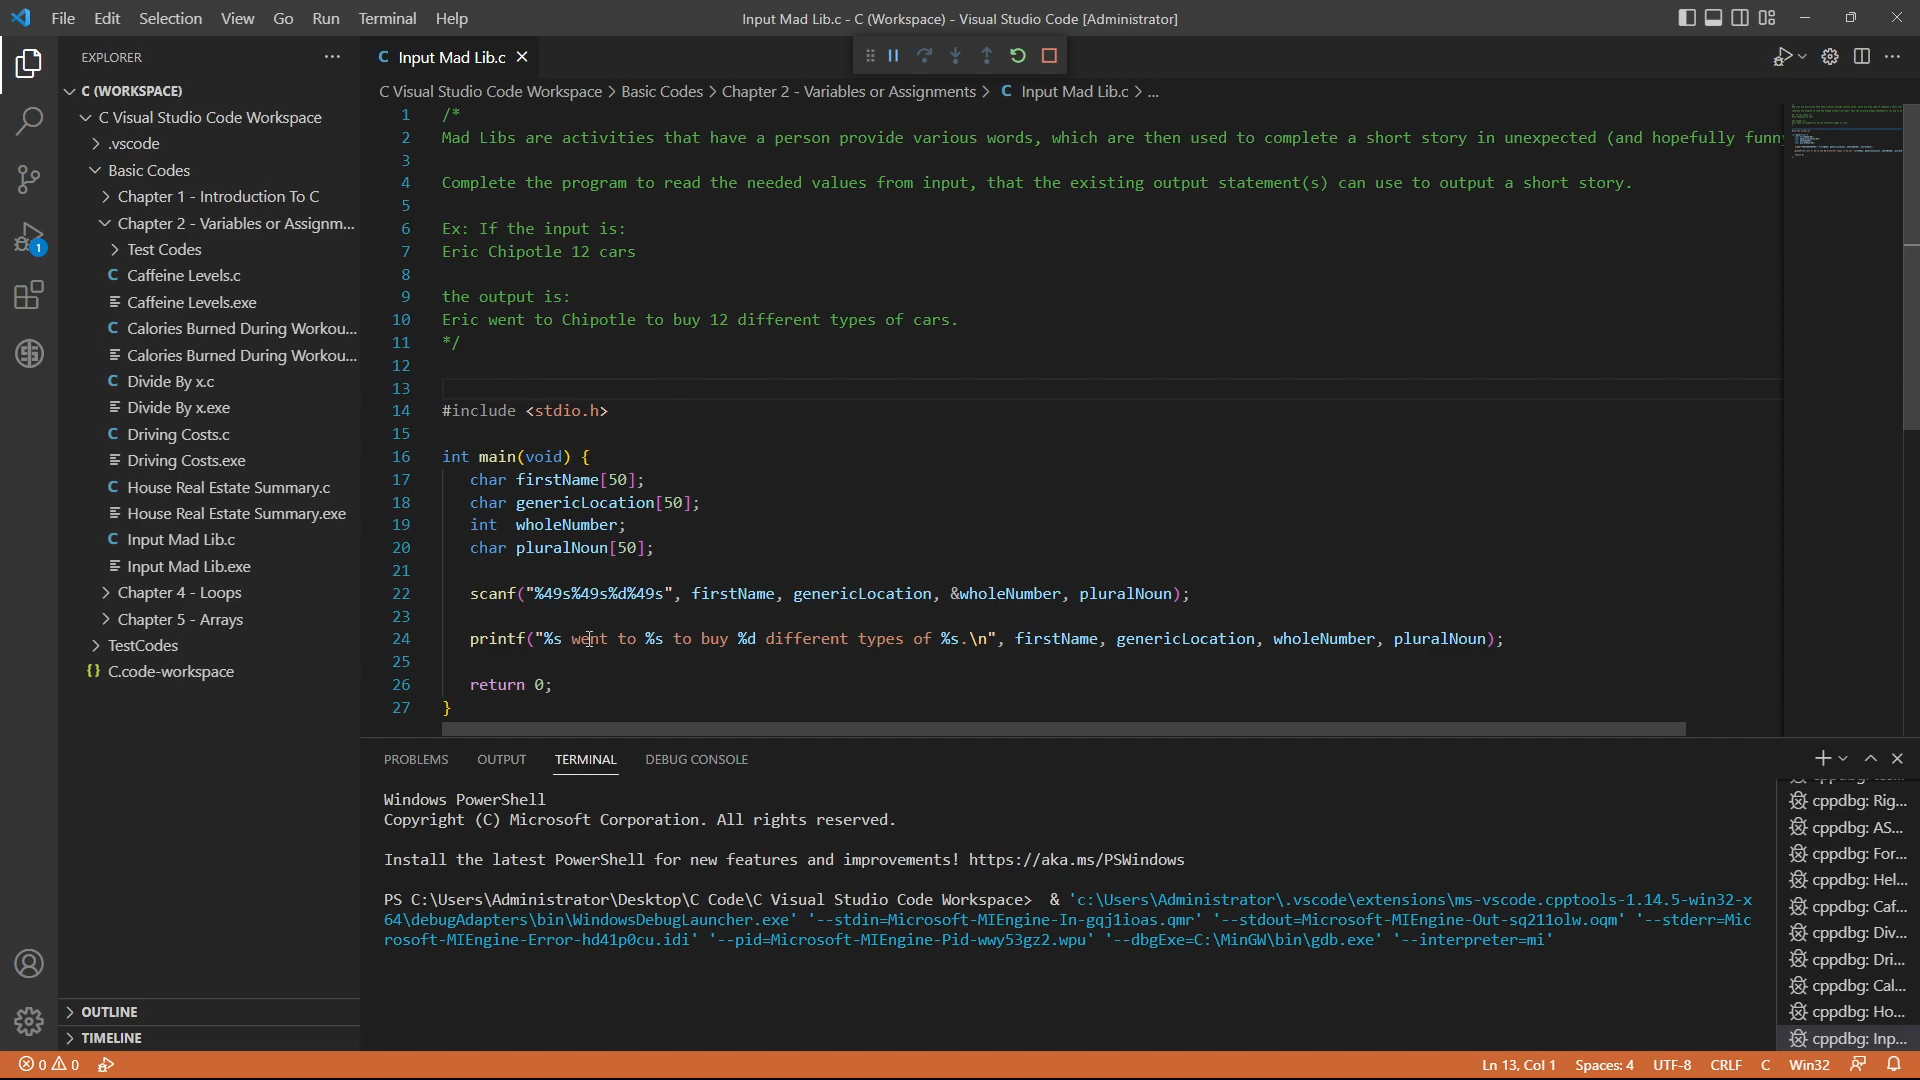 File Edit Selection View Go Run Terminal Help
Input Mad Lib.c - C (Workspace) - Visual Studio Code [Administrator]
EXPLORER
C (WORKSPACE)
C Visual Studio Code Workspace
.vscode
Basic Codes
Chapter 1 - Introduction To C
Chapter 2 - Variables or Assignm...
Test Codes
C Caffeine Levels.c
Caffeine Levels.exe
C Calories Burned During Workou...
Calories Burned During Workou...
C Divide By x.c
Divide By x.exe
C Driving Costs.c
Driving Costs.exe
C House Real Estate Summary.c
House Real Estate Summary.exe
C Input Mad Lib.c
Input Mad Lib.exe
Chapter 4 - Loops
Chapter 5 - Arrays
TestCodes
{} C.code-workspace
OUTLINE
TIMELINE
1
C Input Mad Lib.c
C Visual Studio Code Workspace > Basic Codes > Chapter 2 - Variables or Assignments > C Input Mad Lib.c > ...
1 /*
2 Mad Libs are activities that have a person provide various words, which are then used to complete a short story in unexpected (and hopefully funn
3
4 Complete the program to read the needed values from input, that the existing output statement(s) can use to output a short story.
5
6 Ex: If the input is:
7 Eric Chipotle 12 cars
8
9 the output is:
10 Eric went to Chipotle to buy 12 different types of cars.
11 */
12
13
14 #include <stdio.h>
15
16 int main(void) {
17 char firstName[50];
18 char genericLocation[50];
19 int  wholeNumber;
20 char pluralNoun[50];
21
22 scanf("%49s%49s%d%49s", firstName, genericLocation, &wholeNumber, pluralNoun);
23
24 printf("%s went to %s to buy %d different types of %s.\n", firstName, genericLocation, wholeNumber, pluralNoun);
25
26 return 0;
27 }
PROBLEMS OUTPUT TERMINAL DEBUG CONSOLE
Windows PowerShell
Copyright (C) Microsoft Corporation. All rights reserved.
Install the latest PowerShell for new features and improvements! https://aka.ms/PSWindows
PS C:\Users\Administrator\Desktop\C Code\C Visual Studio Code Workspace>  & 'c:\Users\Administrator\.vscode\extensions\ms-vscode.cpptools-1.14.5-win32-x
64\debugAdapters\bin\WindowsDebugLauncher.exe' '--stdin=Microsoft-MIEngine-In-gqj1ioas.qmr' '--stdout=Microsoft-MIEngine-Out-sq211olw.oqm' '--stderr=Mic
rosoft-MIEngine-Error-hd41p0cu.idi' '--pid=Microsoft-MIEngine-Pid-wwy53gz2.wpu' '--dbgExe=C:\MinGW\bin\gdb.exe' '--interpreter=mi'
cppdbg: Rig...
cppdbg: AS...
cppdbg: For...
cppdbg: Hel...
cppdbg: Caf...
cppdbg: Div...
cppdbg: Dri...
cppdbg: Cal...
cppdbg: Ho...
cppdbg: Inp...
0 0
Ln 13, Col 1 Spaces: 4 UTF-8 CRLF C Win32